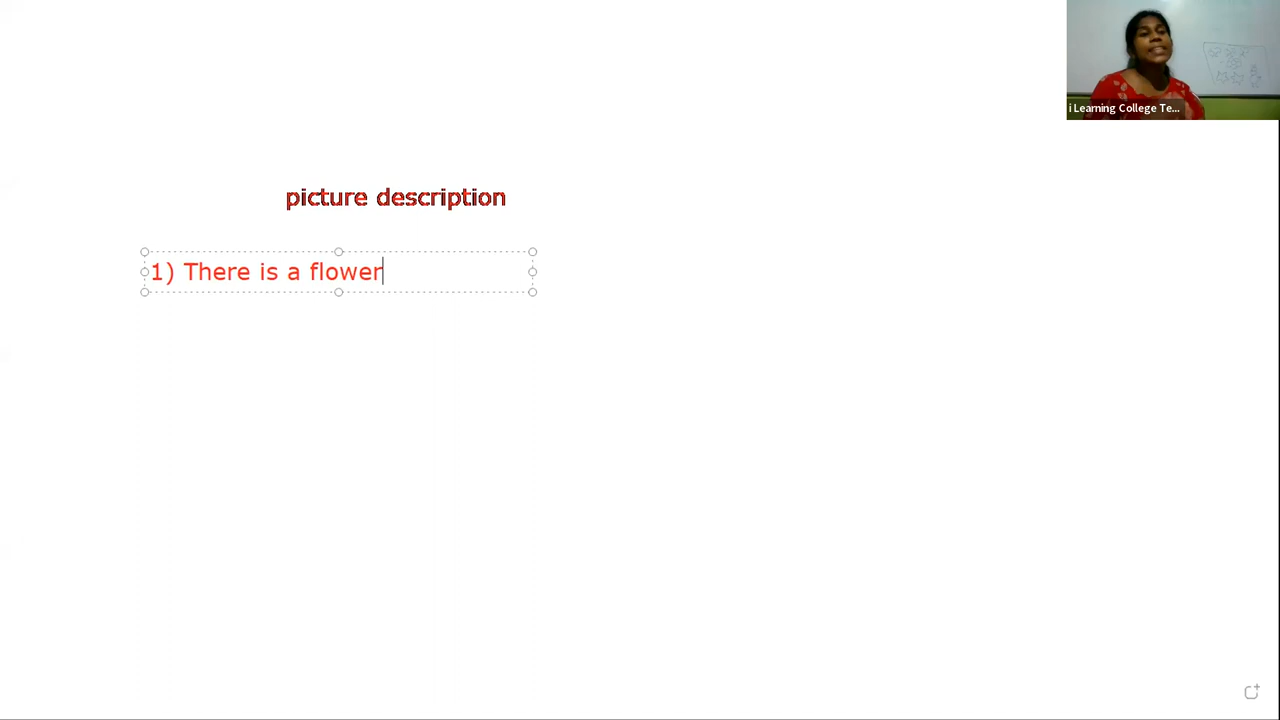 i Learning College Te...
picture description
1) There is a flower